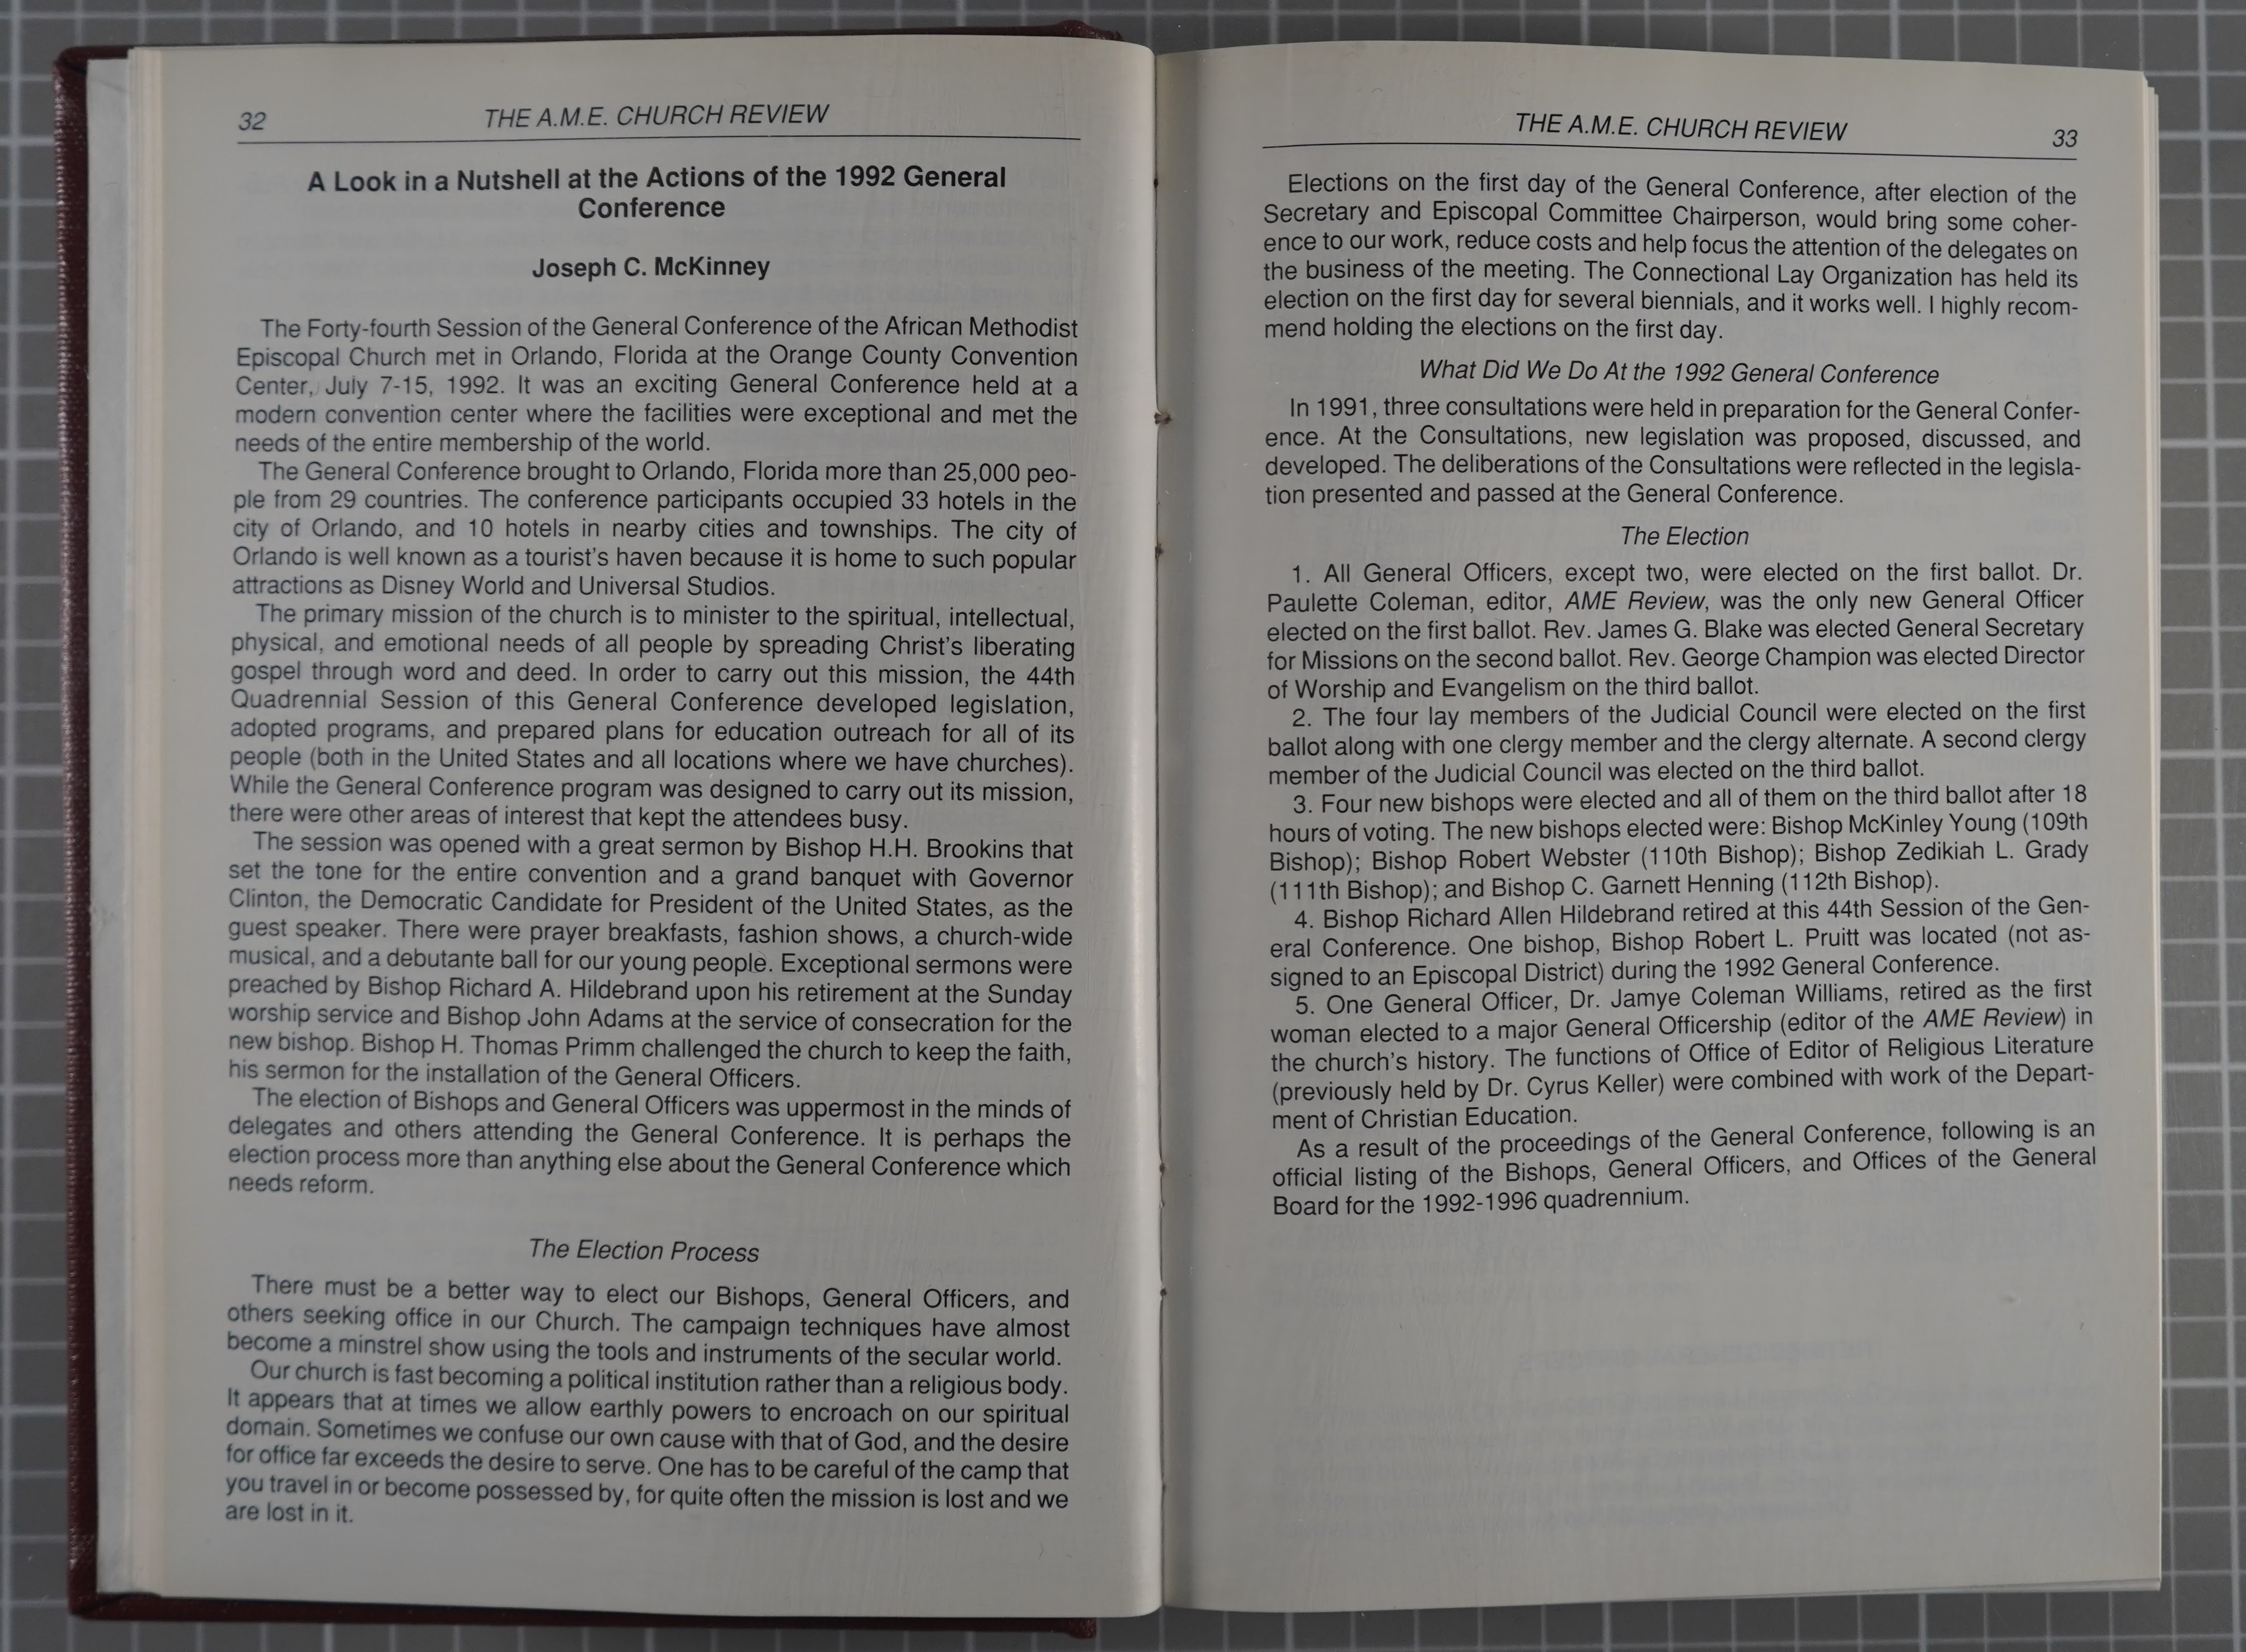 32
THE A.M.E. CHURCH REVIEW
A Look in a Nutshell at the Actions of the 1992 General
Conference
Joseph C. McKinney
The Forty-fourth Session of the General Conference of the African Methodist
Episcopal Church met in Orlando, Florida at the Orange County Convention
Center, July 7-15, 1992. It was an exciting General Conference held at a
modern convention center where the facilities were exceptional and met the
needs of the entire membership of the world.
The General Conference brought to Orlando, Florida more than 25,000 peo-
ple from 29 countries. The conference participants occupied 33 hotels in the
city of Orlando, and 10 hotels in nearby cities and townships. The city of
Orlando is well known as a tourist's haven because it is home to such popular
attractions as Disney World and Universal Studios.
The primary mission of the church is to minister to the spiritual, intellectual,
physical, and emotional needs of all people by spreading Christ's liberating
gospel through word and deed. In order to carry out this mission, the 44th
Quadrennial Session of this General Conference developed legislation,
adopted programs, and prepared plans for education outreach for all of its
people (both in the United States and all locations where we have churches).
While the General Conference program was designed to carry out its mission,
there were other areas of interest that kept the attendees busy.
The session was opened with a great sermon by Bishop H.H. Brookins that
set the tone for the entire convention and a grand banquet with Governor
Clinton, the Democratic Candidate for President of the United States, as the
guest speaker. There were prayer breakfasts, fashion shows, a church-wide
musical, and a debutante ball for our young people. Exceptional sermons were
preached by Bishop Richard A. Hildebrand upon his retirement at the Sunday
worship service and Bishop John Adams at the service of consecration for the
new bishop. Bishop H. Thomas Primm challenged the church to keep the faith,
his sermon for the installation of the General Officers.
The election of Bishops and General Officers was uppermost in the minds of
delegates and others attending the General Conference. It is perhaps the
election process more than anything else about the General Conference which
needs reform.
The Election Process
There must be a better way to elect our Bishops, General Officers, and
others seeking office in our Church. The campaign techniques have almost
become a minstrel show using the tools and instruments of the secular world.
Our church is fast becoming a political institution rather than a religious body.
It appears that at times we allow earthly powers to encroach on our spiritual
domain. Sometimes we confuse our own cause with that of God, and the desire
for office far exceeds the desire to serve. One has to be careful of the camp that
you travel in or become possessed by, for quite often the mission is lost and we
are lost in it.
THE A.M.E. CHURCH REVIEW
33
Elections on the first day of the General Conference, after election of the
Secretary and Episcopal Committee Chairperson, would bring some coher-
ence to our work, reduce costs and help focus the attention of the delegates on
the business of the meeting. The Connectional Lay Organization has held its
election on the first day for several biennials, and it works well. I highly recom-
mend holding the elections on the first day.
What Did We Do At the 1992 General Conference
In 1991, three consultations were held in preparation for the General Confer-
ence. At the Consultations, new legislation was proposed, discussed, and
developed. The deliberations of the Consultations were reflected in the legisla-
tion presented and passed at the General Conference.
The Election
1. All General Officers, except two, were elected on the first ballot. Dr.
Paulette Coleman, editor, AME Review, was the only new General Officer
elected on the first ballot. Rev. James G. Blake was elected General Secretary
for Missions on the second ballot. Rev. George Champion was elected Director
of Worship and Evangelism on the third ballot.
2. The four lay members of the Judicial Council were elected on the first
ballot along with one clergy member and the clergy alternate. A second clergy
member of the Judicial Council was elected on the third ballot.
3. Four new bishops were elected and all of them on the third ballot after 18
hours of voting. The new bishops elected were: Bishop McKinley Young (109th
Bishop); Bishop Robert Webster (110th Bishop); Bishop Zedikiah L. Grady
(111th Bishop); and Bishop C. Garnett Henning (112th Bishop).
4. Bishop Richard Allen Hildebrand retired at this 44th Session of the Gen-
eral Conference. One bishop, Bishop Robert L. Pruitt was located (not as-
signed to an Episcopal District) during the 1992 General Conference.
5. One General Officer, Dr. Jamye Coleman Williams, retired as the first
woman elected to a major General Officership (editor of the AME Review) in
the church's history. The functions of Office of Editor of Religious Literature
(previously held by Dr. Cyrus Keller) were combined with work of the Depart-
ment of Christian Education.
As a result of the proceedings of the General Conference, following is an
official listing of the Bishops, General Officers, and Offices of the General
Board for the 1992-1996 quadrennium.